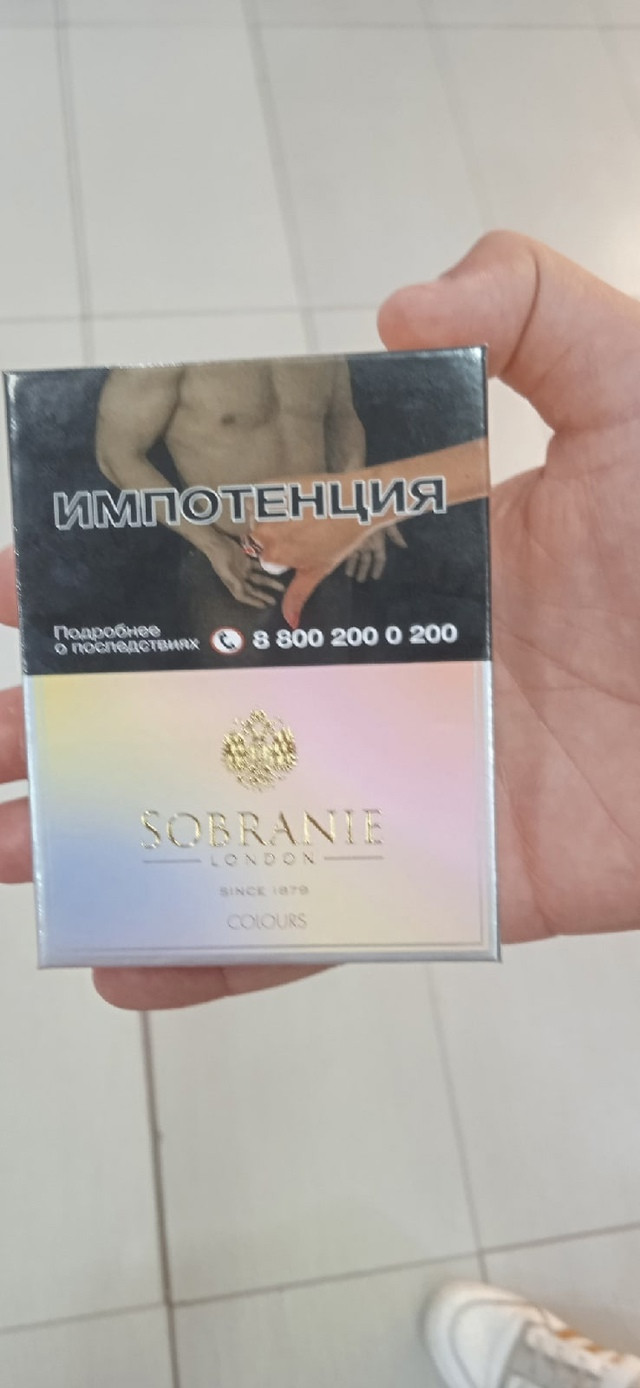 ИМПОТЕНЦИЯ
Подробнее
о последствиях
8 800 200 0 200
SOBRANIE
LONDON
SINCE 1879
COLOURS